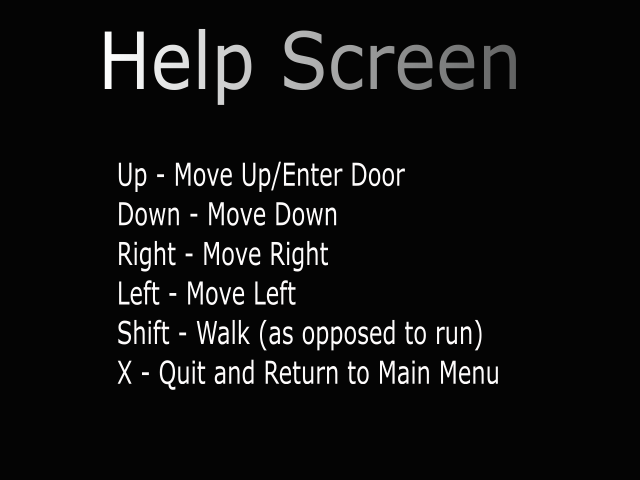 Help Screen
Up - Move Up/Enter Door
Down - Move Down
Right - Move Right
Left - Move Left
Shift - Walk (as opposed to run)
X - Quit and Return to Main Menu